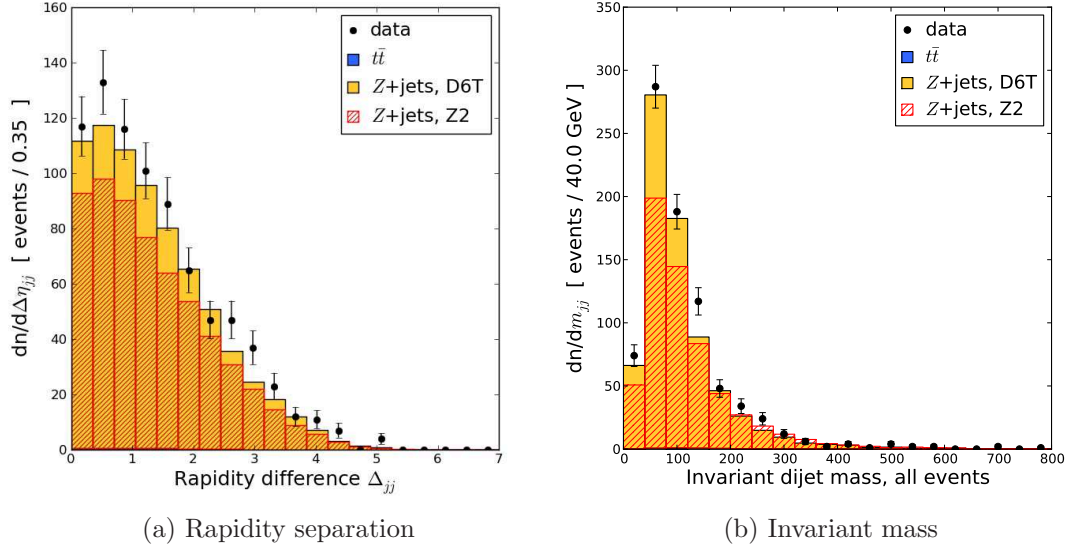 data
tt̄
Z+jets, D6T
Z+jets, Z2
dn/dΔη_jj [ events / 0.35 ]
160
140
120
100
80
60
40
20
0
0 1 2 3 4 5 6 7
Rapidity difference Δ_jj
(a) Rapidity separation
data
tt̄
Z+jets, D6T
Z+jets, Z2
dn/dm_jj [ events / 40.0 GeV ]
350
300
250
200
150
100
50
0
0 100 200 300 400 500 600 700 800
Invariant dijet mass, all events
(b) Invariant mass